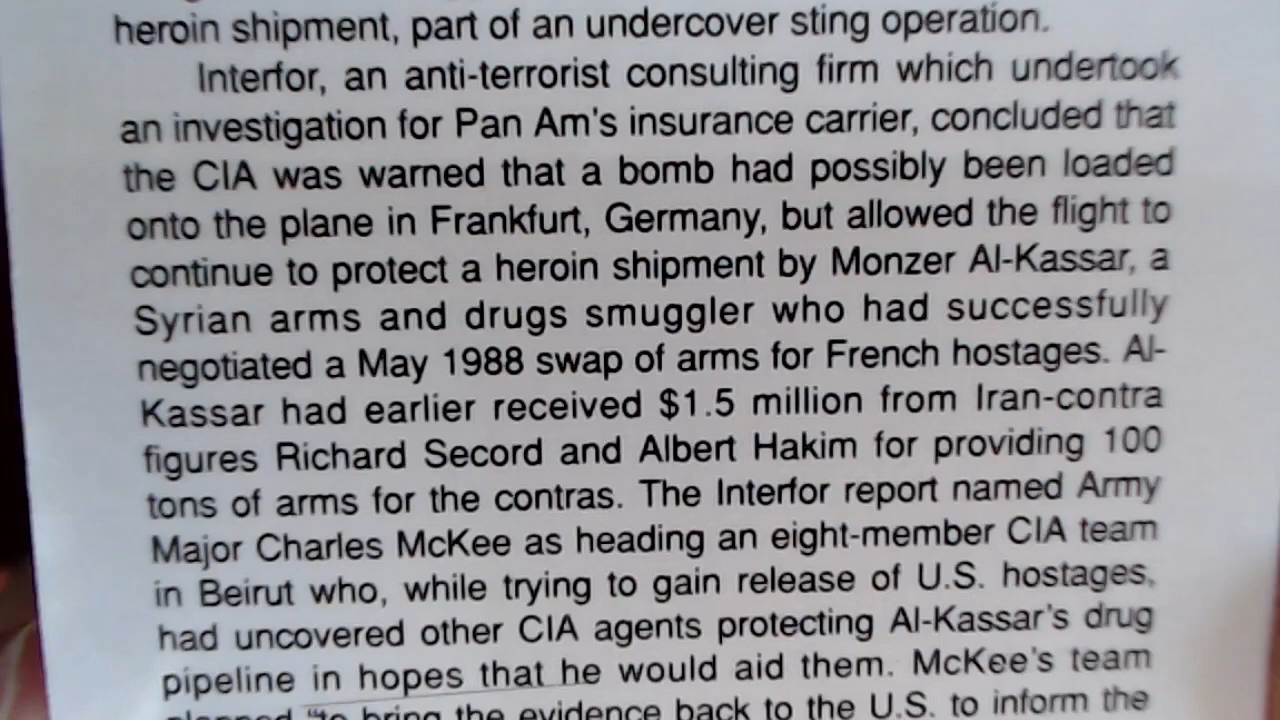 heroin shipment, part of an undercover sting operation.
Interfor, an anti-terrorist consulting firm which undertook
an investigation for Pan Am's insurance carrier, concluded that
the CIA was warned that a bomb had possibly been loaded
onto the plane in Frankfurt, Germany, but allowed the flight to
continue to protect a heroin shipment by Monzer Al-Kassar, a
Syrian arms and drugs smuggler who had successfully
negotiated a May 1988 swap of arms for French hostages. Al-
Kassar had earlier received $1.5 million from Iran-contra
figures Richard Secord and Albert Hakim for providing 100
tons of arms for the contras. The Interfor report named Army
Major Charles McKee as heading an eight-member CIA team
in Beirut who, while trying to gain release of U.S. hostages,
had uncovered other CIA agents protecting Al-Kassar's drug
pipeline in hopes that he would aid them. McKee's team
planned "to bring the evidence back to the U.S. to inform the